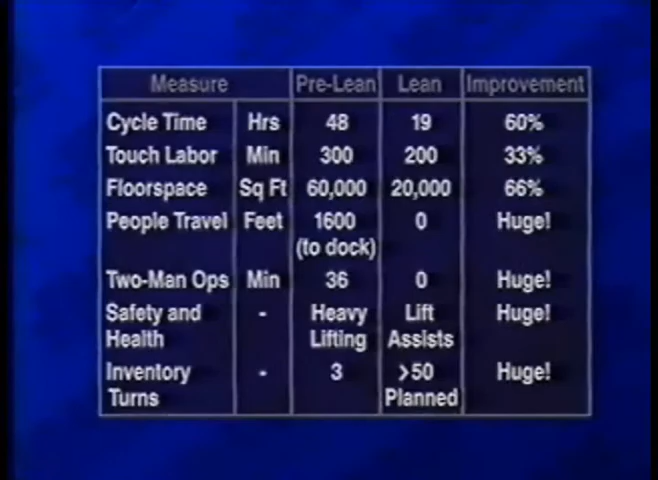 Measure Pre-Lean Lean Improvement
Cycle Time Hrs 48 19 60%
Touch Labor Min 300 200 33%
Floorspace Sq Ft 60,000 20,000 66%
People Travel Feet 1600 0 Huge!
(to dock)
Two-Man Ops Min 36 0 Huge!
Safety and - Heavy Lift Huge!
Health Lifting Assists
Inventory - 3 >50 Huge!
Turns Planned